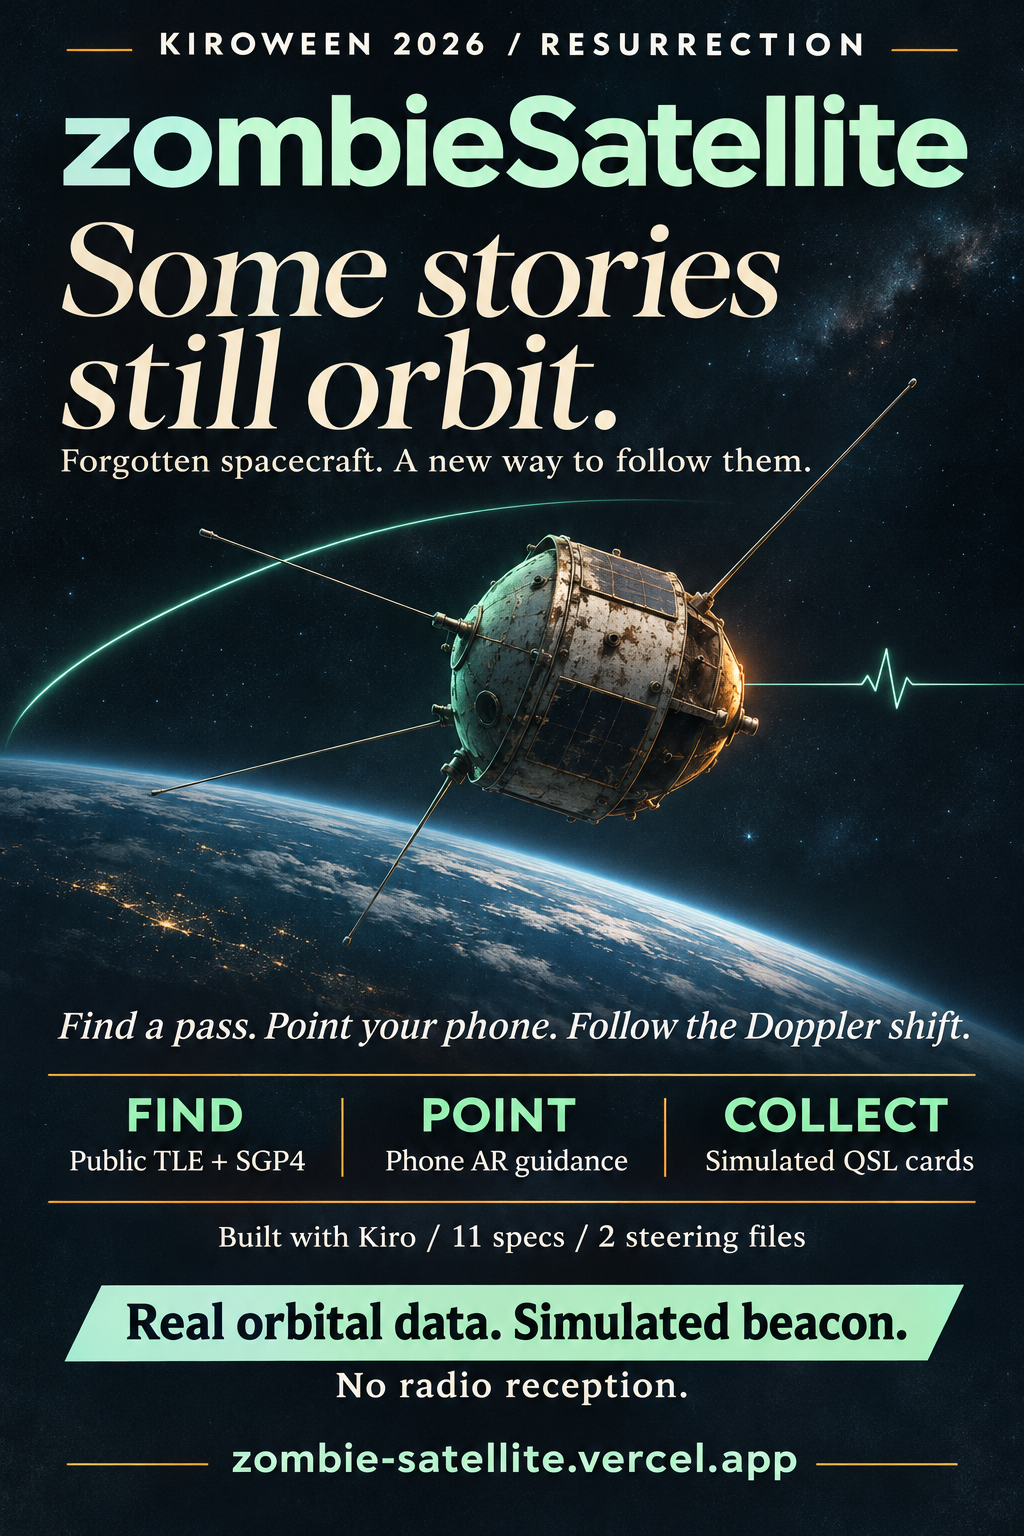 KIROWEEN 2026 / RESURRECTION
zombieSatellite
Some stories
still orbit.
Forgotten spacecraft. A new way to follow them.
Find a pass. Point your phone. Follow the Doppler shift.
FIND
Public TLE + SGP4
POINT
Phone AR guidance
COLLECT
Simulated QSL cards
Built with Kiro / 11 specs / 2 steering files
Real orbital data. Simulated beacon.
No radio reception.
zombie-satellite.vercel.app